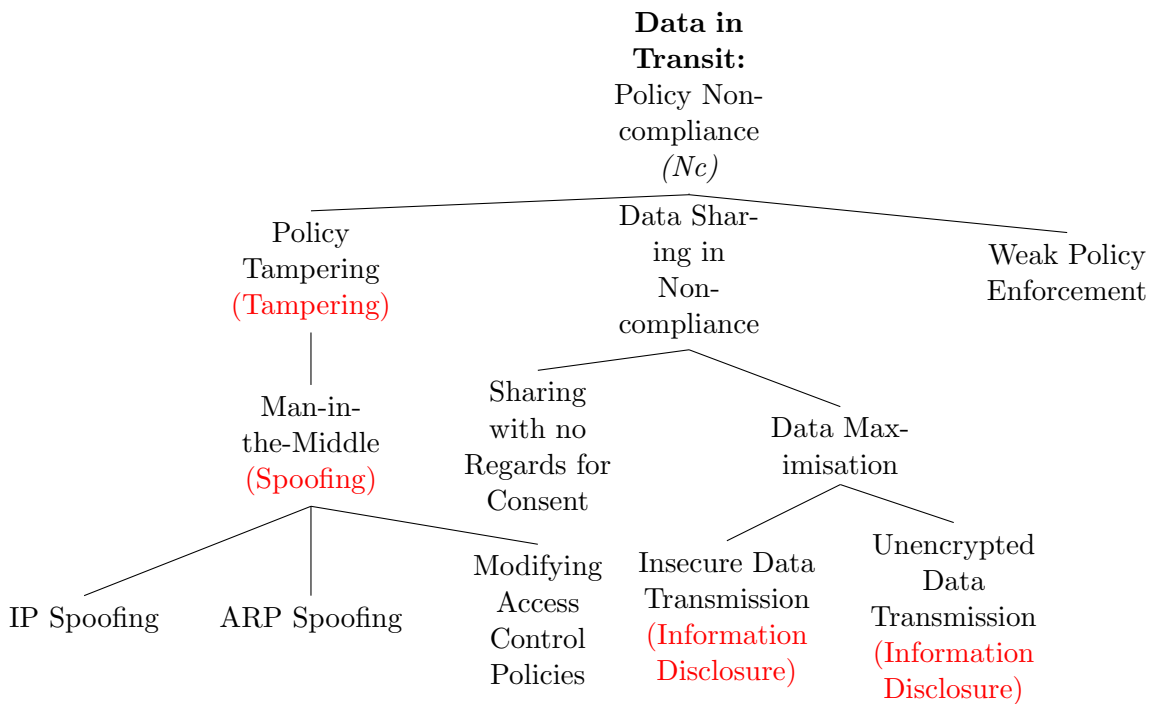 Data in
Transit:
Policy Non-
compliance
(Nc)
Policy
Tampering
(Tampering)
Data Shar-
ing in
Non-
compliance
Weak Policy
Enforcement
Man-in-
the-Middle
(Spoofing)
Sharing
with no
Regards for
Consent
Data Max-
imisation
IP Spoofing
ARP Spoofing
Modifying
Access
Control
Policies
Insecure Data
Transmission
(Information
Disclosure)
Unencrypted
Data
Transmission
(Information
Disclosure)